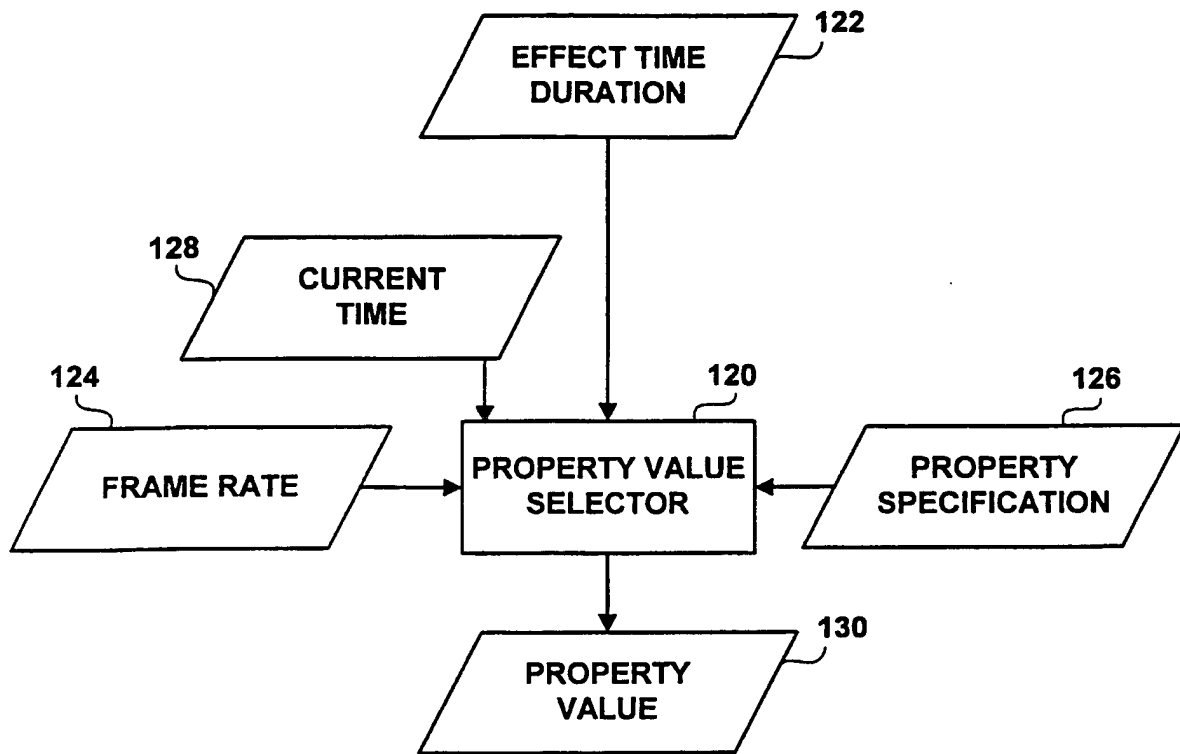 122
EFFECT TIME
DURATION
128
CURRENT
TIME
124
FRAME RATE
120
PROPERTY VALUE
SELECTOR
126
PROPERTY
SPECIFICATION
130
PROPERTY
VALUE